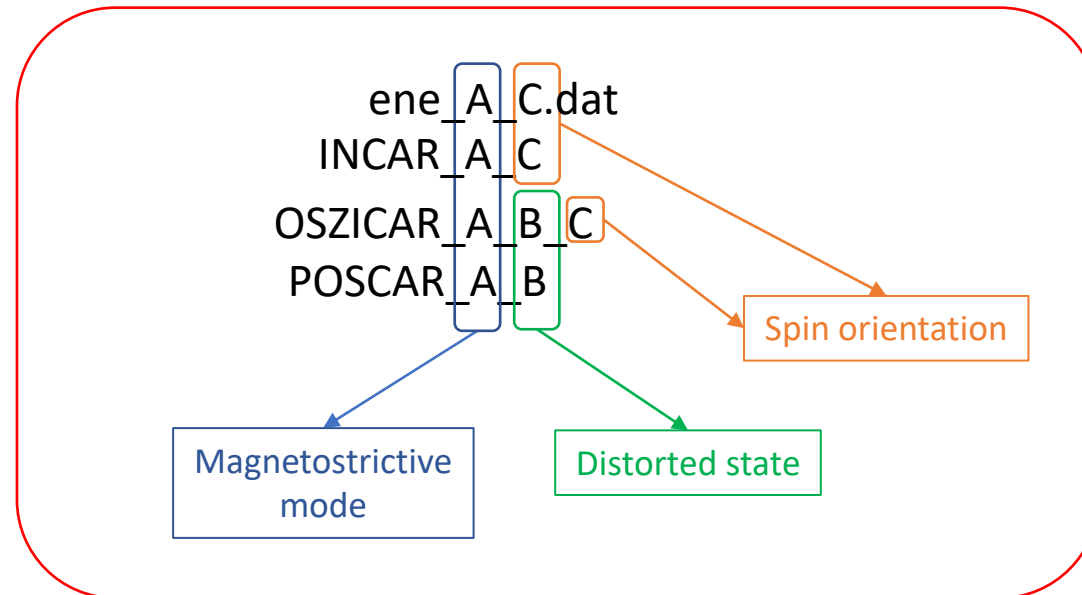 ene_A_C.dat
INCAR_A_C
OSZICAR_A_B_C
POSCAR_A_B
Spin orientation
Magnetostrictive
mode
Distorted state